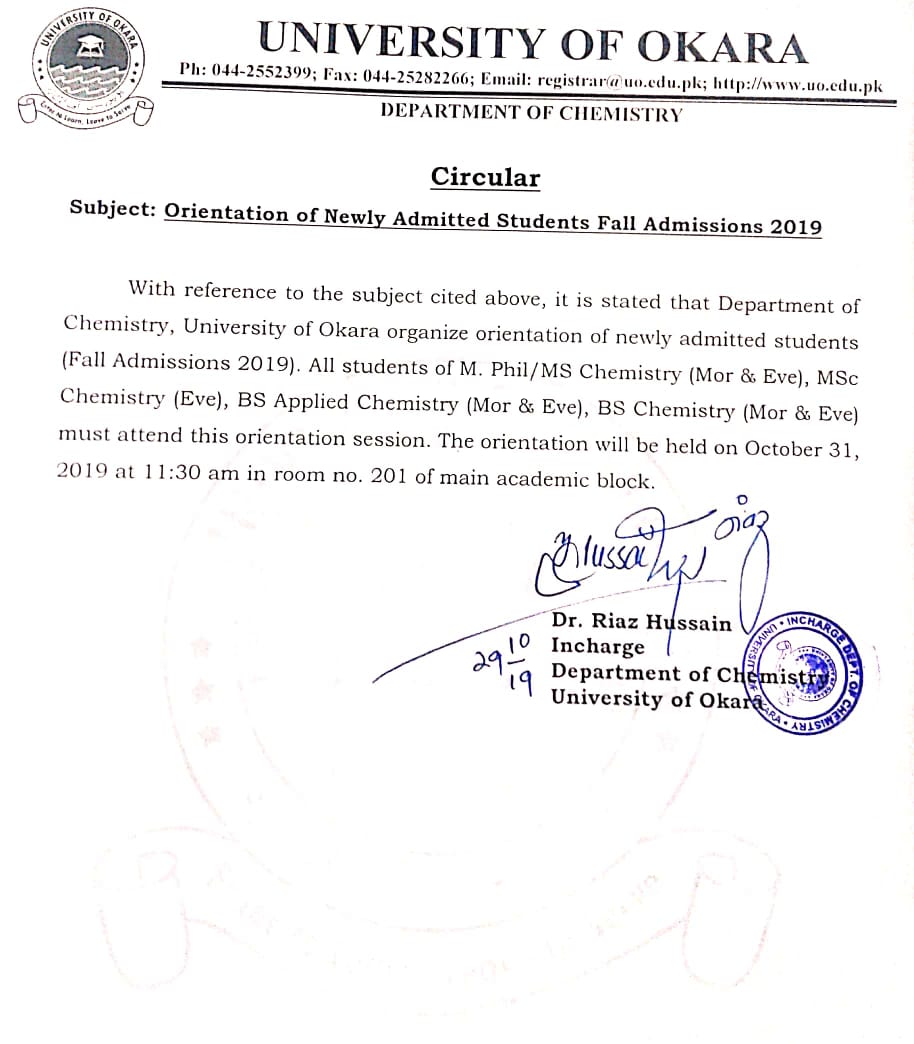 UNIVERSITY OF OKARA
UNIVERSITY OF OKARA
Ph: 044-2552399; Fax: 044-25282266; Email: registrar@uo.edu.pk; http://www.uo.edu.pk
Enter to Learn, Leave to Serve
DEPARTMENT OF CHEMISTRY
Circular
Subject: Orientation of Newly Admitted Students Fall Admissions 2019
With reference to the subject cited above, it is stated that Department of
Chemistry, University of Okara organize orientation of newly admitted students
(Fall Admissions 2019). All students of M. Phil/MS Chemistry (Mor & Eve), MSc
Chemistry (Eve), BS Applied Chemistry (Mor & Eve), BS Chemistry (Mor & Eve)
must attend this orientation session. The orientation will be held on October 31,
2019 at 11:30 am in room no. 201 of main academic block.
Dr. Riaz Hussain
29 10 19
Incharge
Department of Chemistry
University of Okara
INCHARGE DEPT. OF CHEMISTRY • UNIVERSITY OF OKARA •